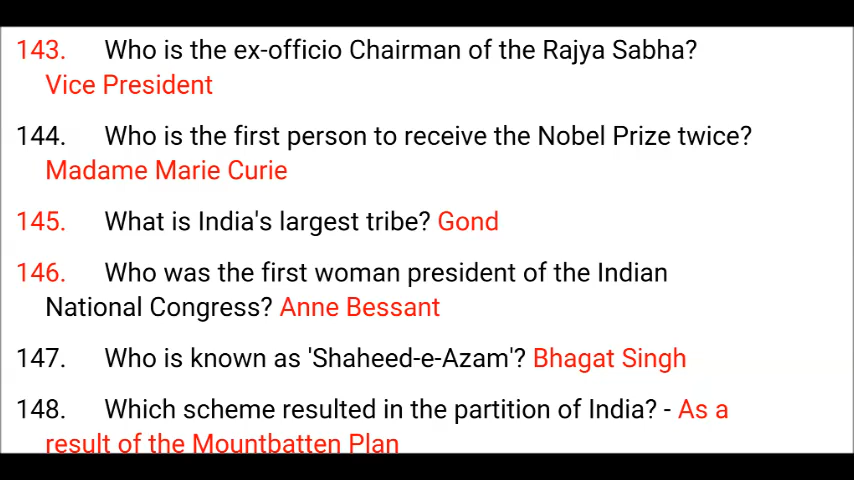 143. Who is the ex-officio Chairman of the Rajya Sabha?
Vice President
144. Who is the first person to receive the Nobel Prize twice?
Madame Marie Curie
145. What is India's largest tribe? Gond
146. Who was the first woman president of the Indian
National Congress? Anne Bessant
147. Who is known as 'Shaheed-e-Azam'? Bhagat Singh
148. Which scheme resulted in the partition of India? - As a
result of the Mountbatten Plan